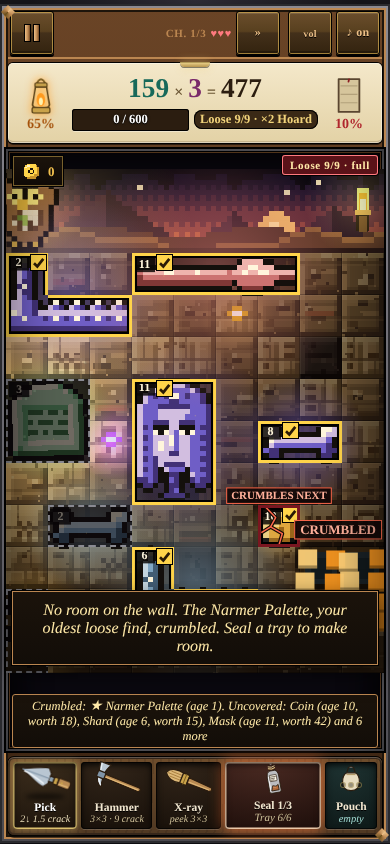 CH. 1/3 ♥♥♥
»
vol
♪ on
159 × 3 = 477
65%
0 / 600
Loose 9/9 · ×2 Hoard
10%
0
Loose 9/9 · full
2
11
3
11
8
CRUMBLES NEXT
2
CRUMBLED
6
No room on the wall. The Narmer Palette, your
oldest loose find, crumbled. Seal a tray to make
room.
Crumbled: ★ Narmer Palette (age 1). Uncovered: Coin (age 10,
worth 18), Shard (age 6, worth 15), Mask (age 11, worth 42) and 6
more
Pick
2↓ 1.5 crack
Hammer
3×3 · 9 crack
X-ray
peek 3×3
Seal 1/3
Tray 6/6
Pouch
empty